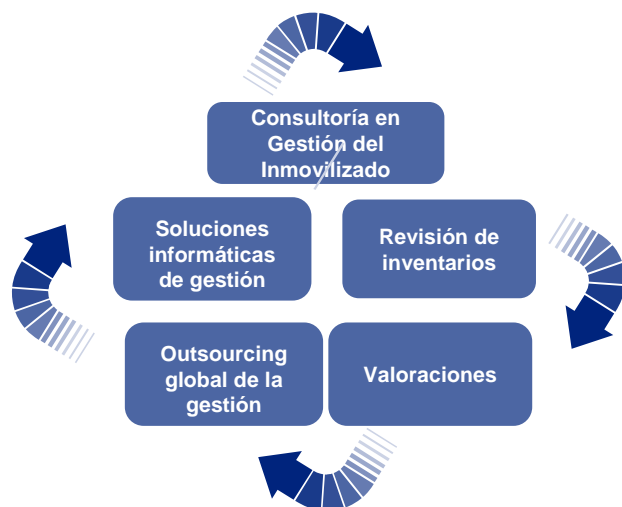 Consultoría en
Gestión del
Inmovilizado
Soluciones
informáticas
de gestión
Revisión de
inventarios
Outsourcing
global de la
gestión
Valoraciones